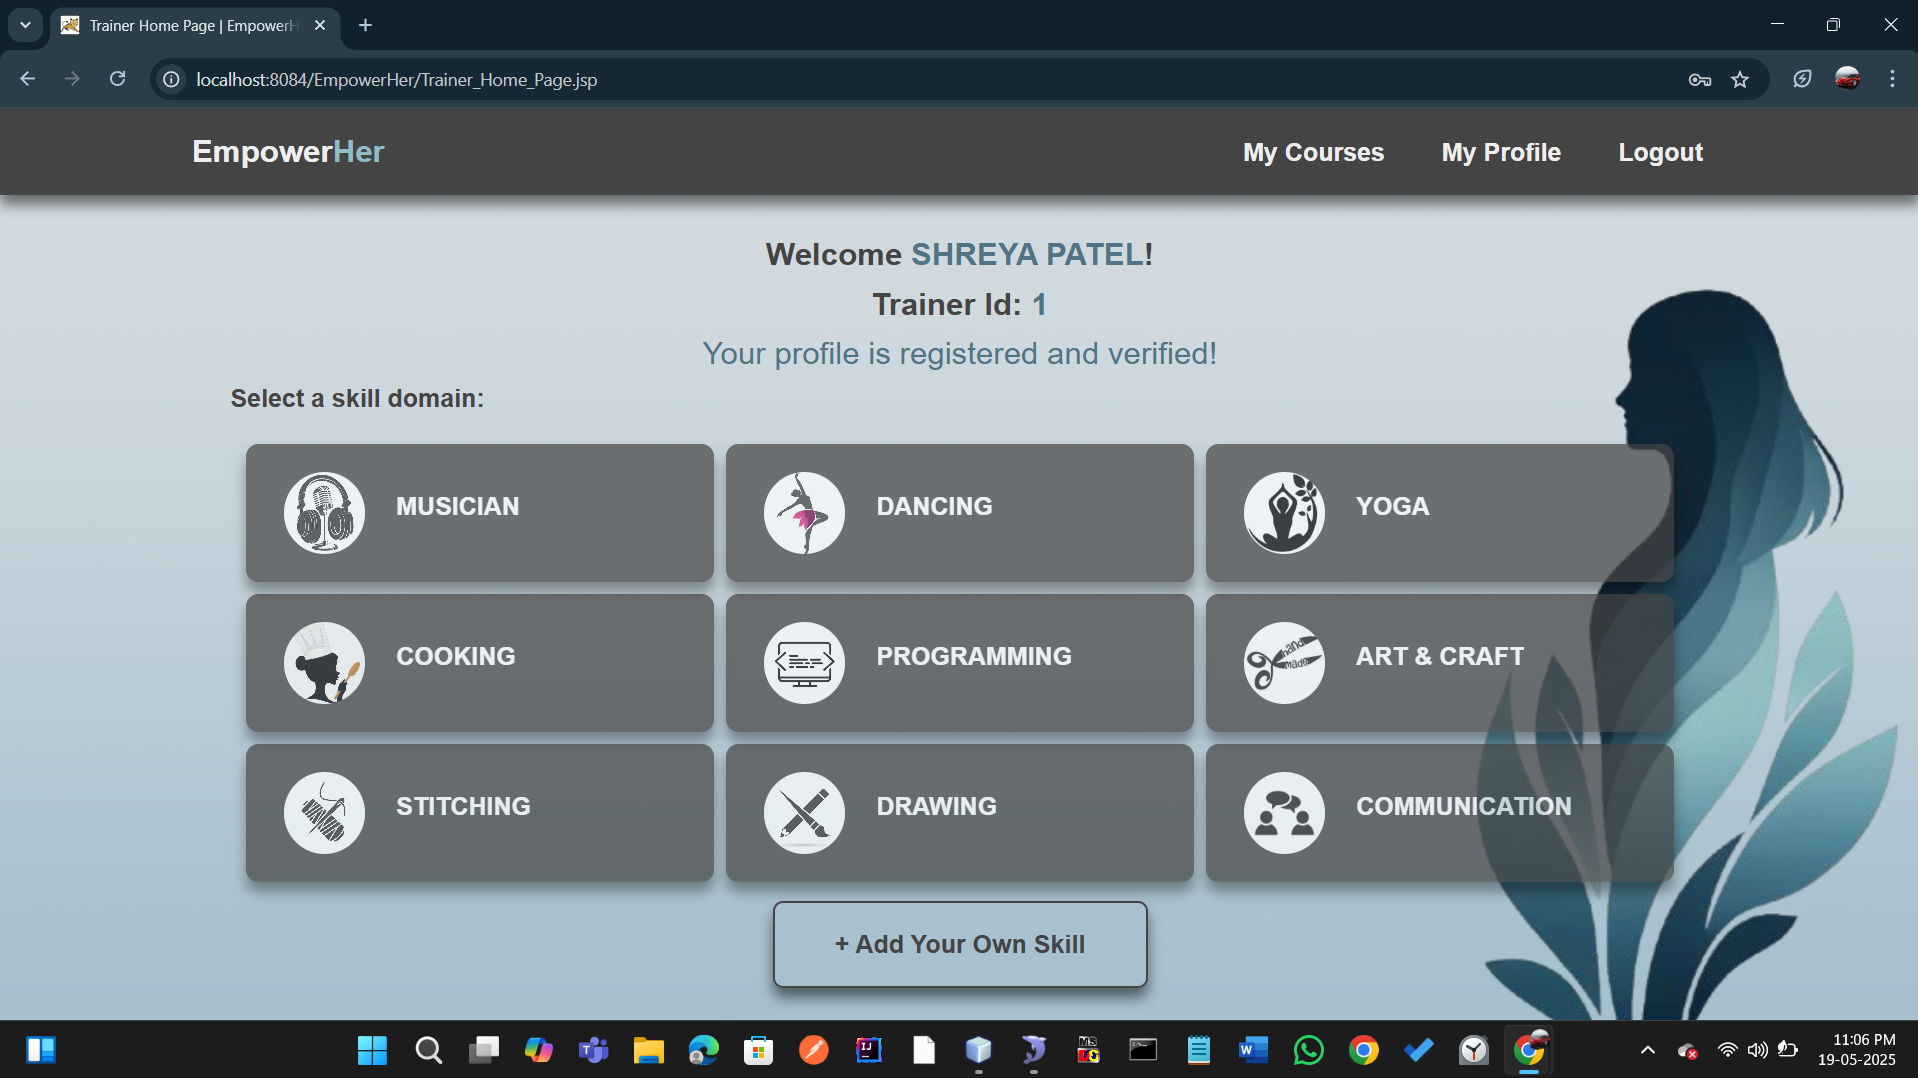 Trainer Home Page | EmpowerH
localhost:8084/EmpowerHer/Trainer_Home_Page.jsp
EmpowerHer
My Courses
My Profile
Logout
Welcome SHREYA PATEL!
Trainer Id: 1
Your profile is registered and verified!
Select a skill domain:
MUSICIAN
DANCING
YOGA
COOKING
PROGRAMMING
hand
made
ART & CRAFT
STITCHING
DRAWING
COMMUNICATION
+ Add Your Own Skill
11:06 PM
19-05-2025